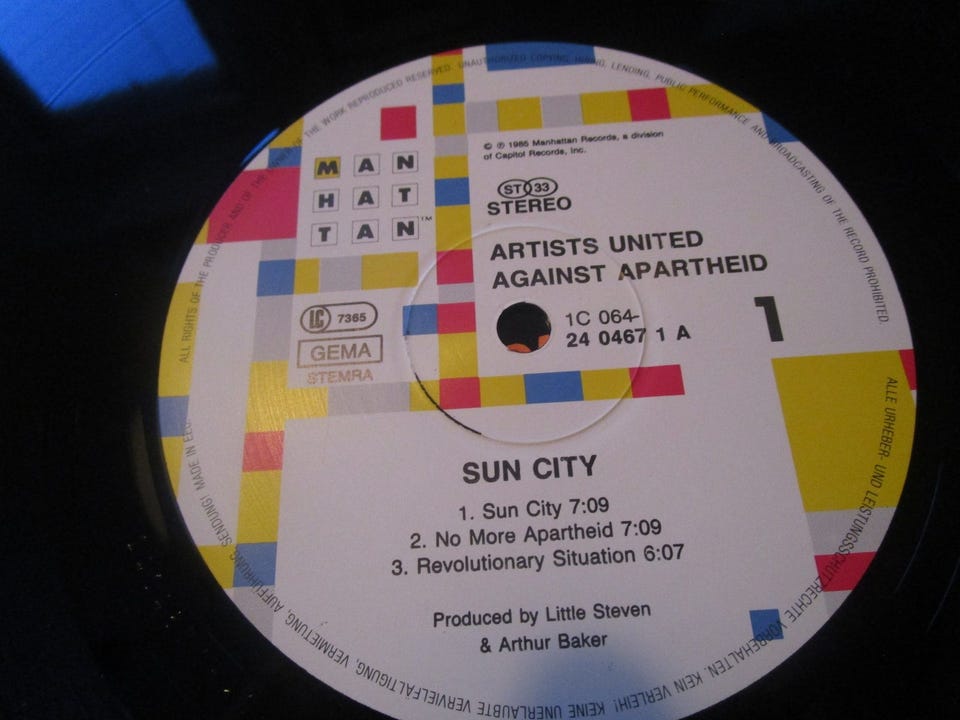 ALL RIGHTS OF THE PRODUCER AND OF THE OWNER OF THE WORK REPRODUCED RESERVED. UNAUTHORIZED COPYING, HIRING, LENDING, PUBLIC PERFORMANCE AND BROADCASTING OF THE RECORD PROHIBITED.
MAN
HAT
TAN™
© ℗ 1985 Manhattan Records, a division
of Capitol Records, Inc.
ST 33
STEREO
ARTISTS UNITED
AGAINST APARTHEID
LC 7365
GEMA
STEMRA
1C 064-
24 0467 1 A
1
SUN CITY
1. Sun City 7:09
2. No More Apartheid 7:09
3. Revolutionary Situation 6:07
Produced by Little Steven
& Arthur Baker
ALLE URHEBER- UND LEISTUNGSSCHUTZRECHTE VORBEHALTEN. KEIN VERLEIH! KEINE UNERLAUBTE VERVIELFÄLTIGUNG, VERMIETUNG, AUFFÜHRUNG, SENDUNG! MADE IN EEC